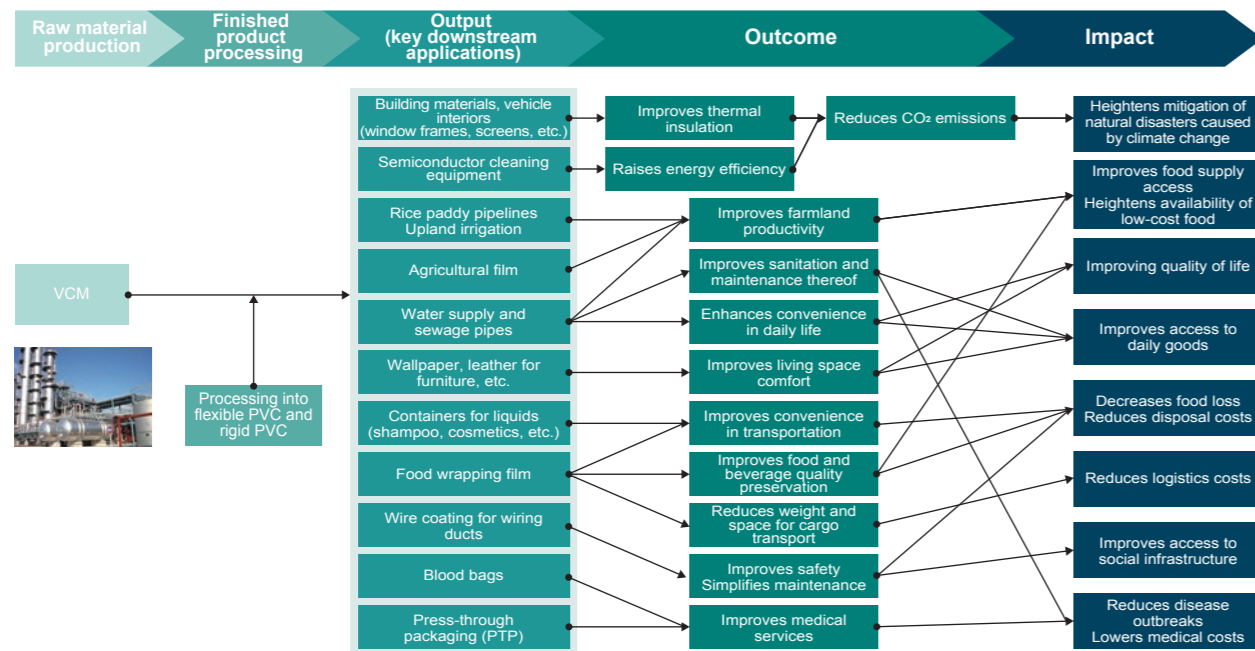 Raw material
production
Finished
product
processing
Output
(key downstream
applications)
Outcome
Impact
VCM
Processing into
flexible PVC and
rigid PVC
Building materials, vehicle
interiors
(window frames, screens, etc.)
Semiconductor cleaning
equipment
Rice paddy pipelines
Upland irrigation
Agricultural film
Water supply and
sewage pipes
Wallpaper, leather for
furniture, etc.
Containers for liquids
(shampoo, cosmetics, etc.)
Food wrapping film
Wire coating for wiring
ducts
Blood bags
Press-through
packaging (PTP)
Improves thermal
insulation
Raises energy efficiency
Reduces CO₂ emissions
Improves farmland
productivity
Improves sanitation and
maintenance thereof
Enhances convenience
in daily life
Improves living space
comfort
Improves convenience
in transportation
Improves food and
beverage quality
preservation
Reduces weight and
space for cargo
transport
Improves safety
Simplifies maintenance
Improves medical
services
Heightens mitigation of
natural disasters caused
by climate change
Improves food supply
access
Heightens availability of
low-cost food
Improving quality of life
Improves access to
daily goods
Decreases food loss
Reduces disposal costs
Reduces logistics costs
Improves access to
social infrastructure
Reduces disease
outbreaks
Lowers medical costs